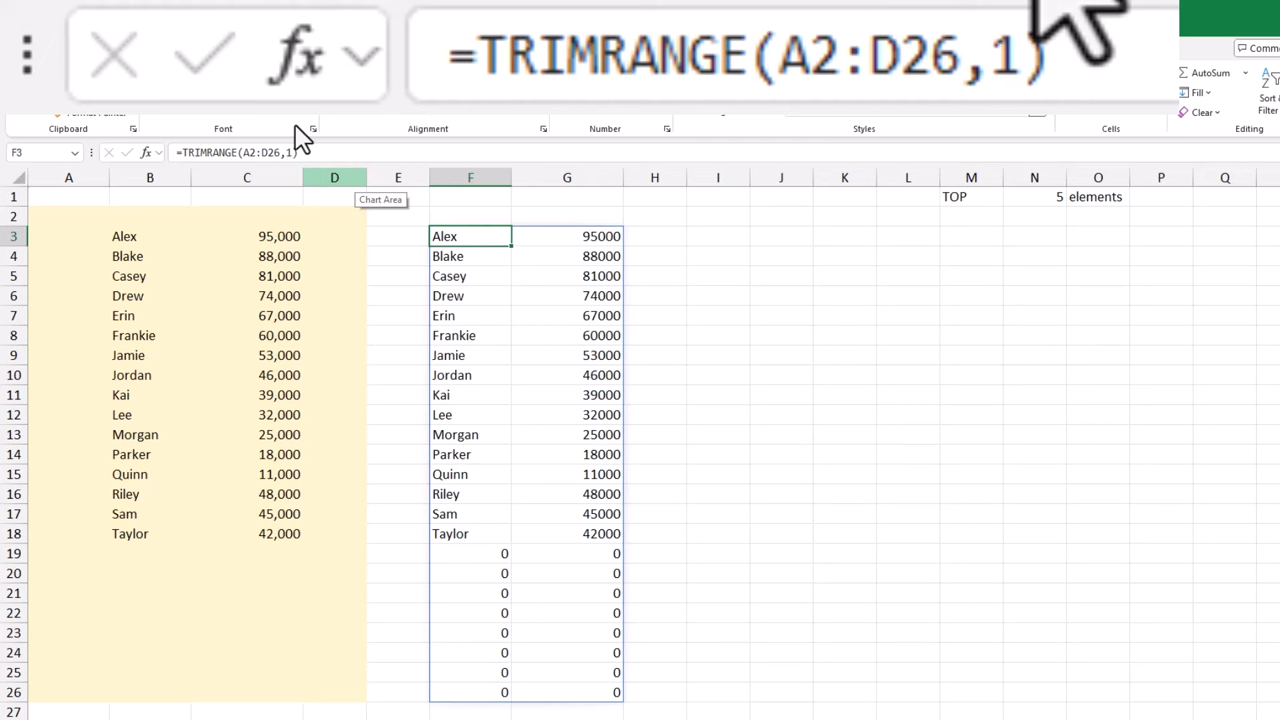 fx =TRIMRANGE(A2:D26,1)
Comme
AutoSum
Fill
Clear
Sort &
Filter
Clipboard Font Alignment Number Styles Cells Editing
F3 fx =TRIMRANGE(A2:D26,1)
A B C D E F G H I J K L M N O P Q
1 TOP 5 elements
Chart Area
2
3 Alex 95,000 Alex 95000
4 Blake 88,000 Blake 88000
5 Casey 81,000 Casey 81000
6 Drew 74,000 Drew 74000
7 Erin 67,000 Erin 67000
8 Frankie 60,000 Frankie 60000
9 Jamie 53,000 Jamie 53000
10 Jordan 46,000 Jordan 46000
11 Kai 39,000 Kai 39000
12 Lee 32,000 Lee 32000
13 Morgan 25,000 Morgan 25000
14 Parker 18,000 Parker 18000
15 Quinn 11,000 Quinn 11000
16 Riley 48,000 Riley 48000
17 Sam 45,000 Sam 45000
18 Taylor 42,000 Taylor 42000
19 0 0
20 0 0
21 0 0
22 0 0
23 0 0
24 0 0
25 0 0
26 0 0
27